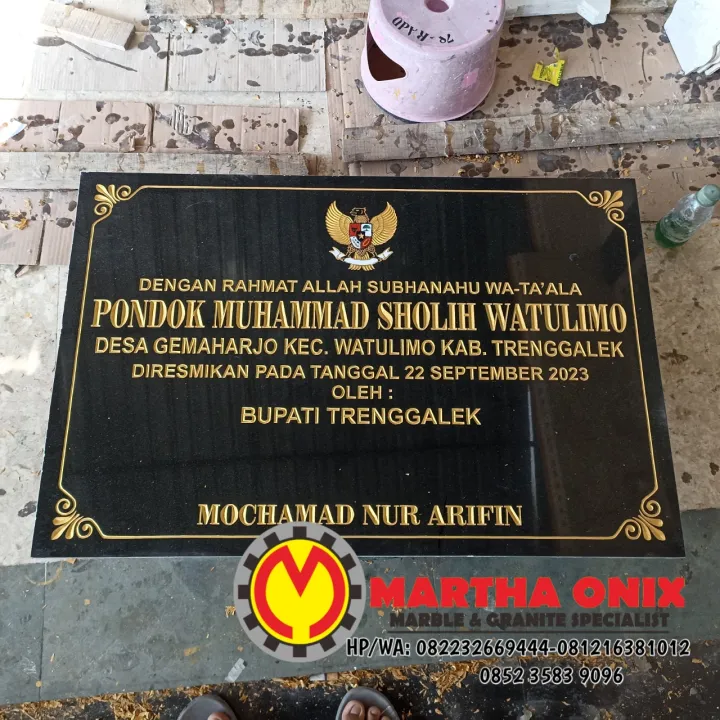 DENGAN RAHMAT ALLAH SUBHANAHU WA-TA'ALA
PONDOK MUHAMMAD SHOLIH WATULIMO
DESA GEMAHARJO KEC. WATULIMO KAB. TRENGGALEK
DIRESMIKAN PADA TANGGAL 22 SEPTEMBER 2023
OLEH :
BUPATI TRENGGALEK
MOCHAMAD NUR ARIFIN
MARTHA ONIX
MARBLE & GRANITE SPECIALIST
HP/WA: 082232669444-081216381012
0852 3583 9096